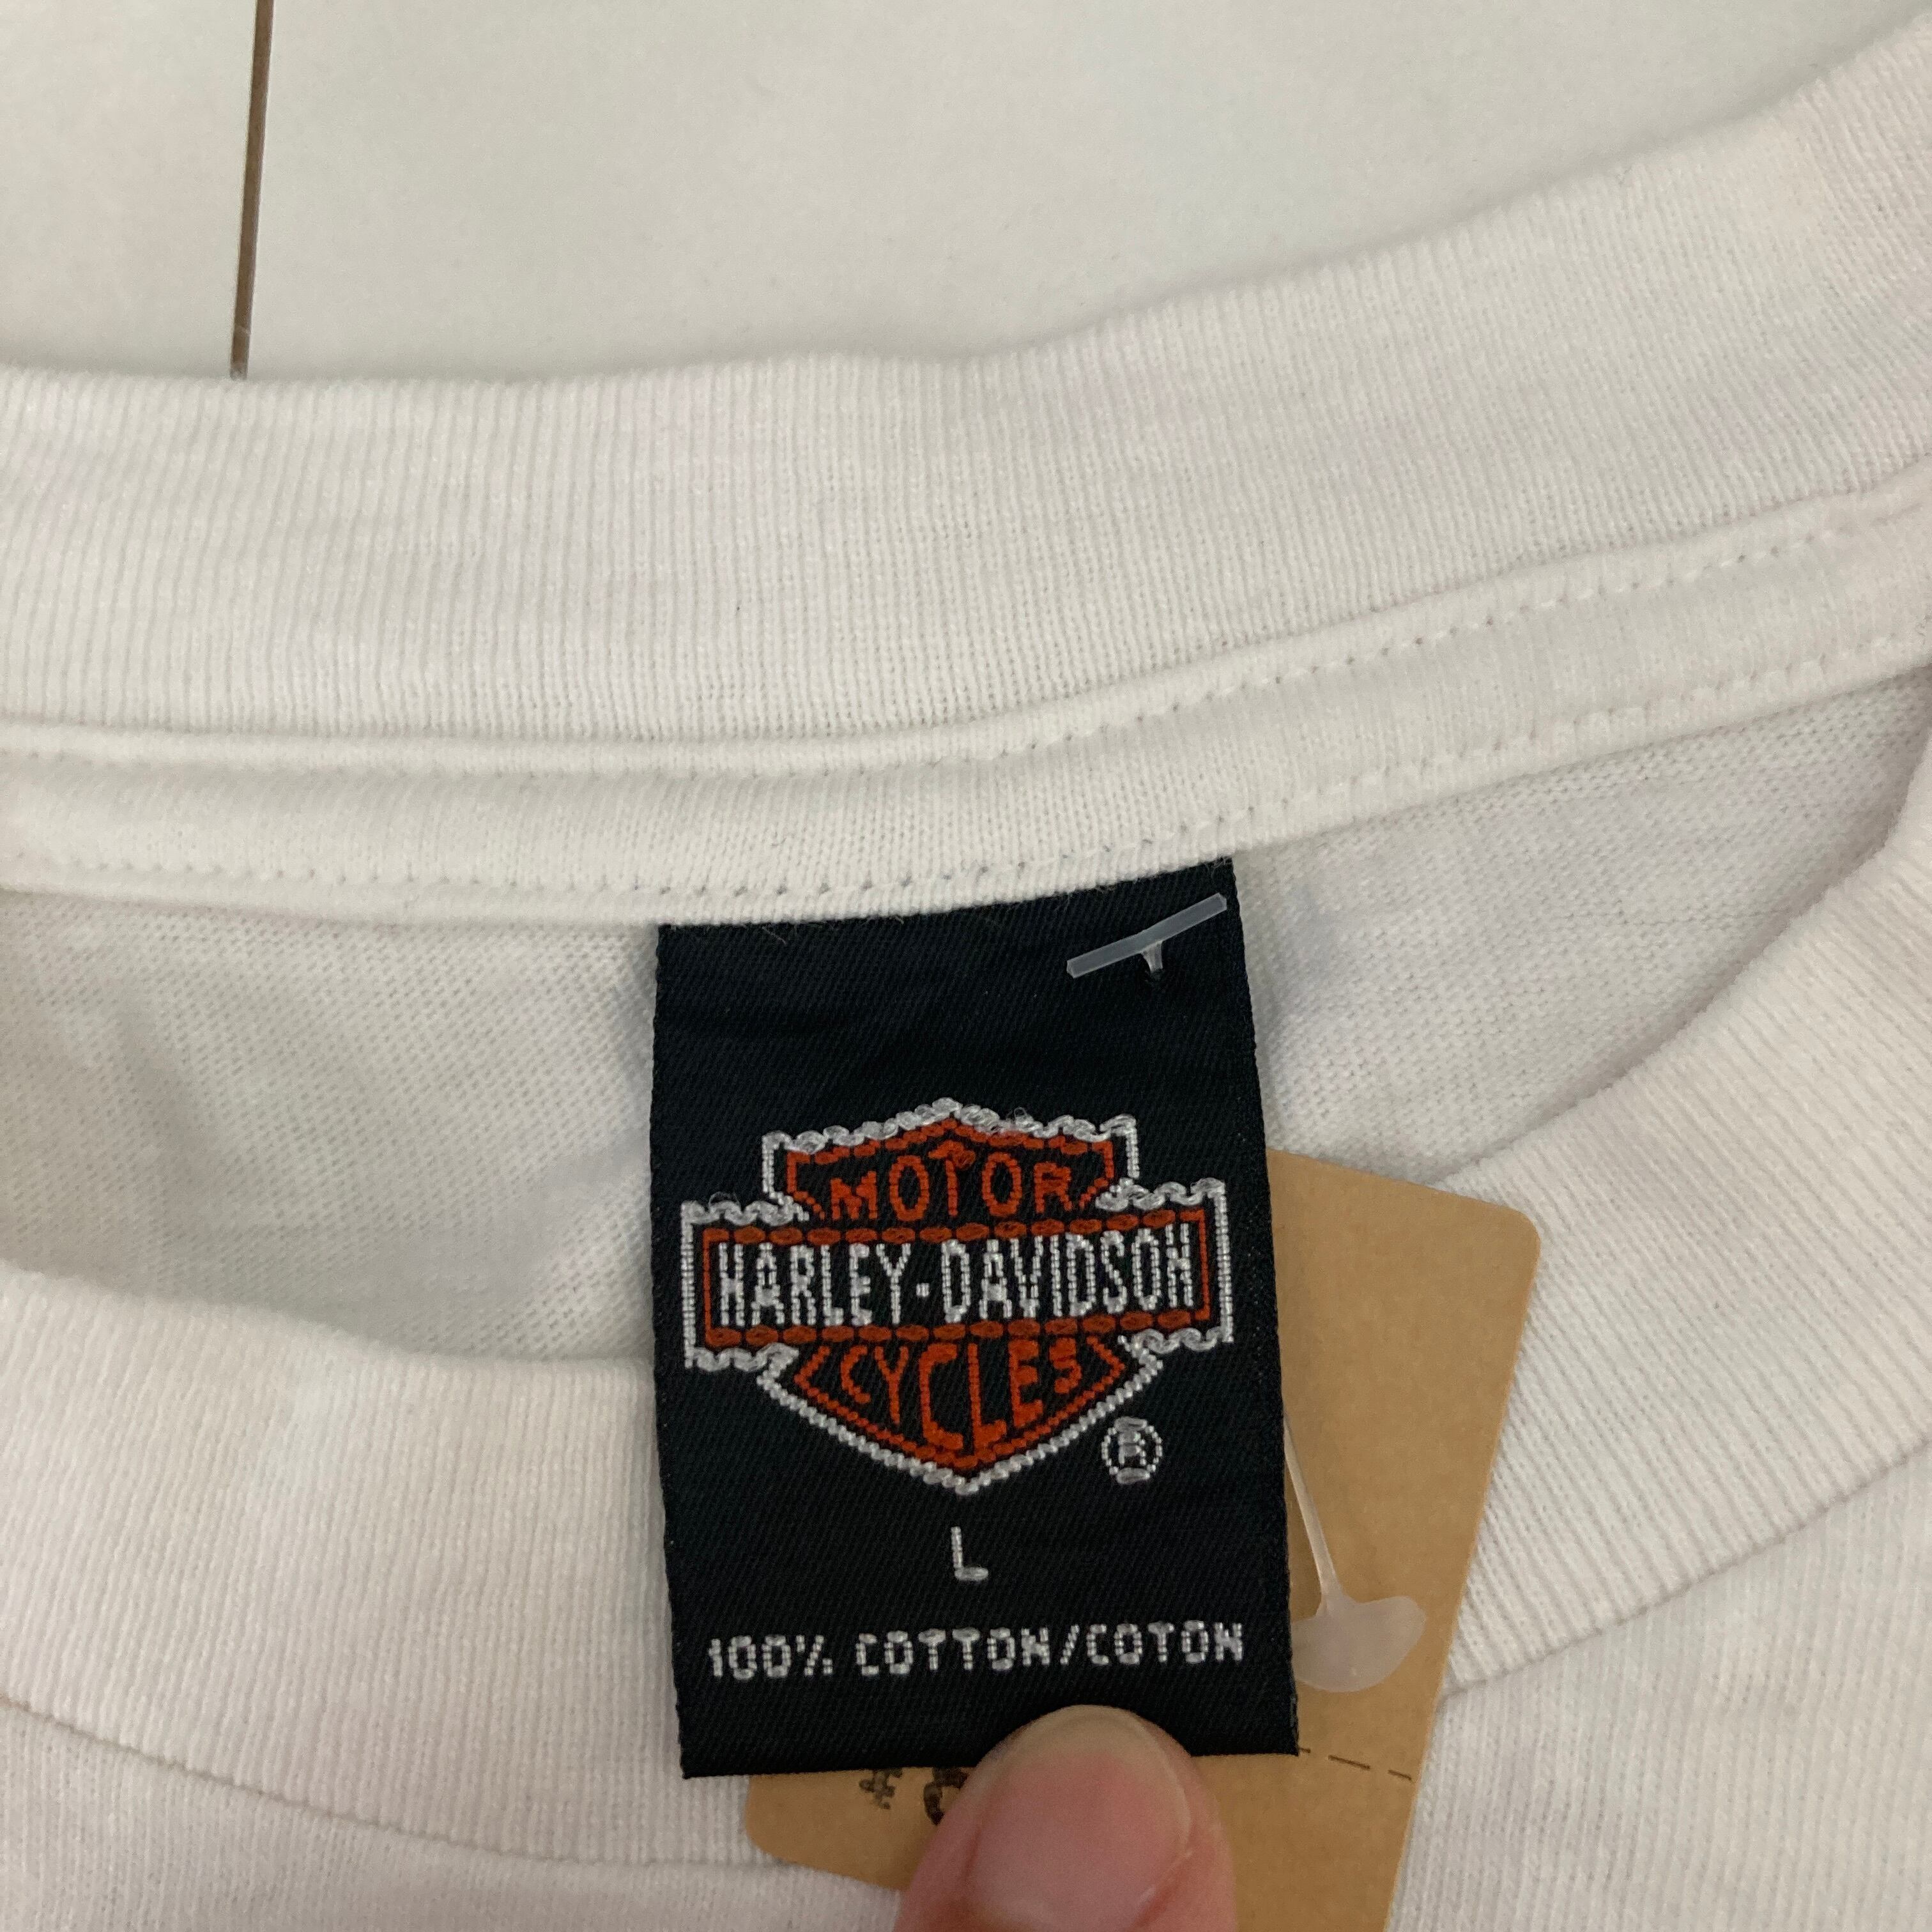 MOTOR
HARLEY-DAVIDSON
CYCLES
®
L
100% COTTON/COTON